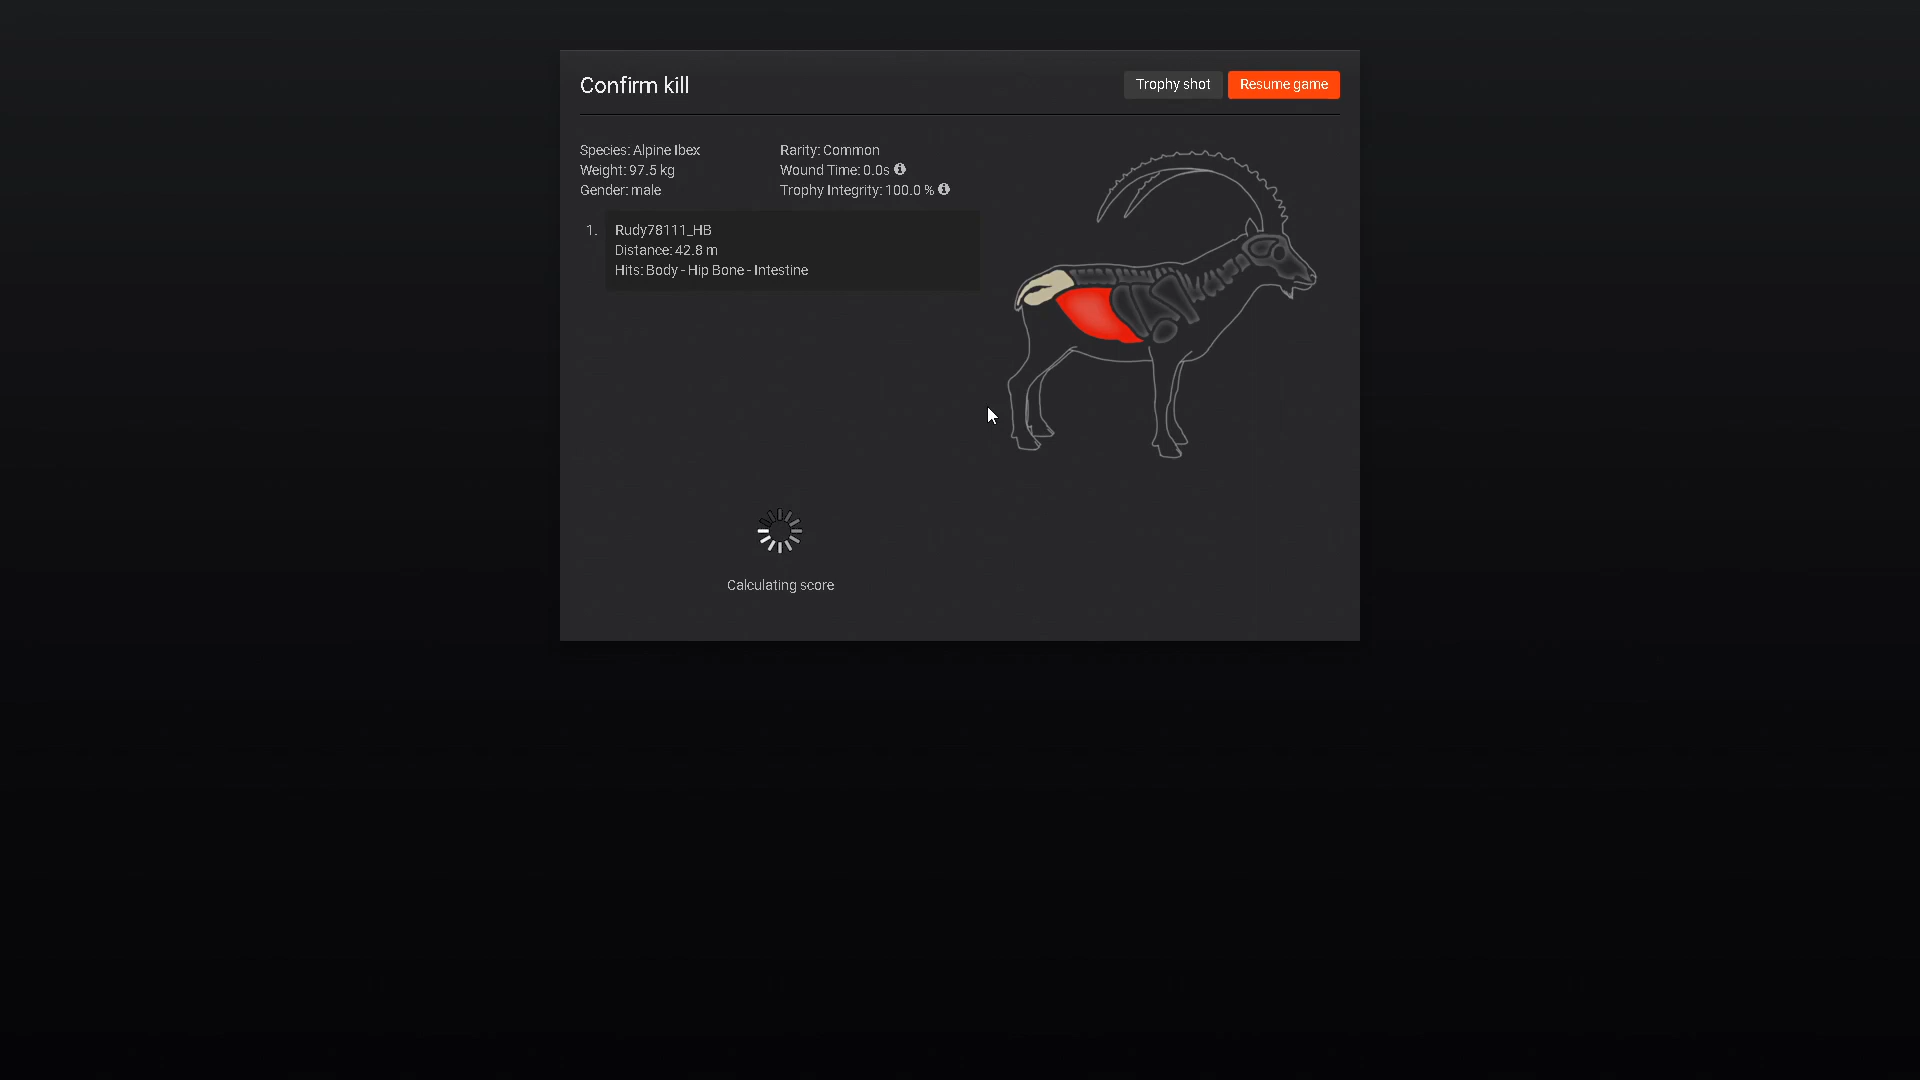 Confirm kill
Trophy shot
Resume game
Species: Alpine Ibex
Weight: 97.5 kg
Gender: male
Rarity: Common
Wound Time: 0.0s
Trophy Integrity: 100.0 %
1.
Rudy78111_HB
Distance: 42.8 m
Hits: Body - Hip Bone - Intestine
Calculating score